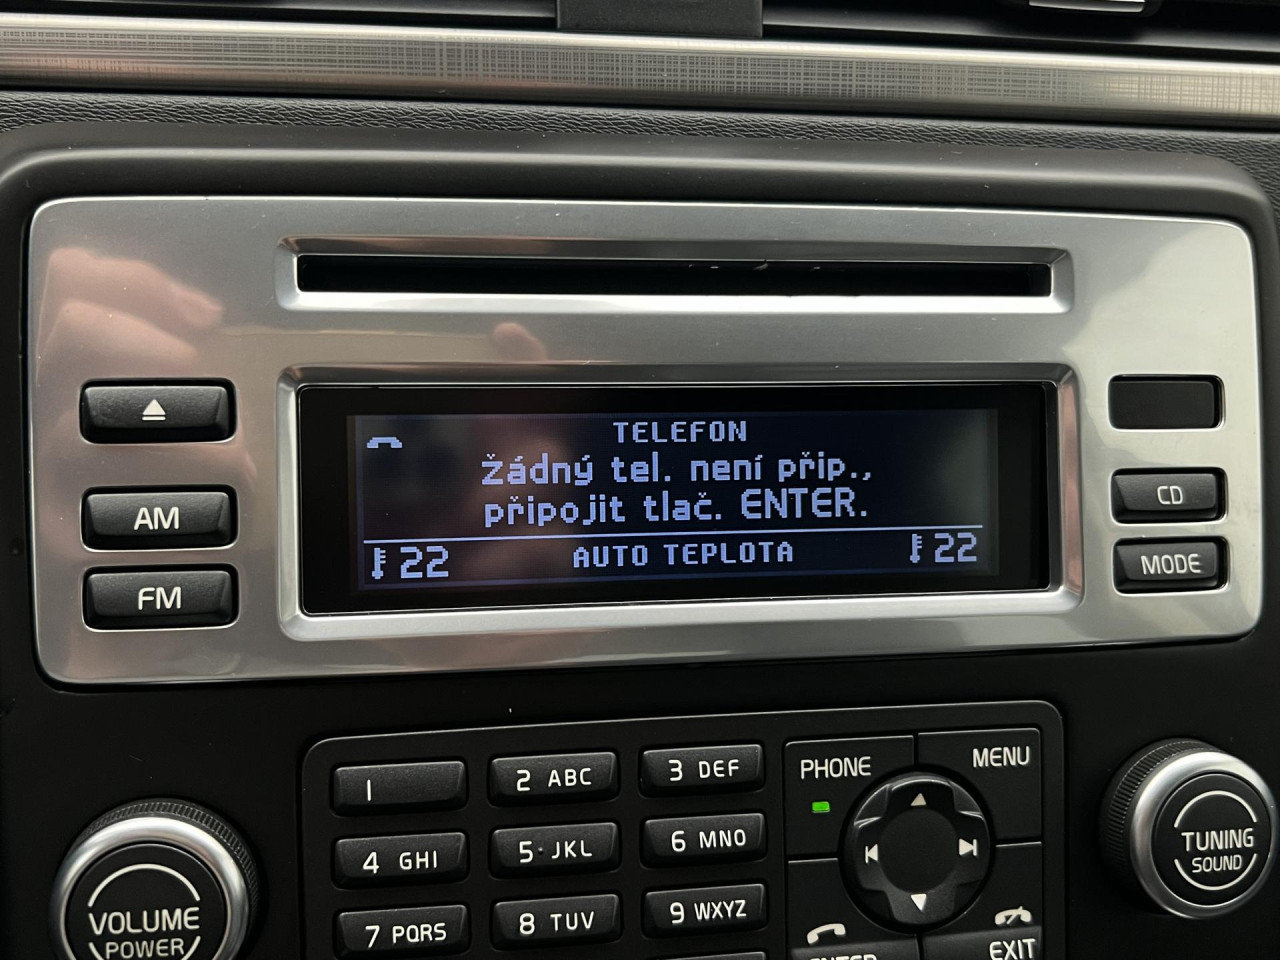 TELEFON
Žádný tel. není přip.,
připojit tlač. ENTER.
22 AUTO TEPLOTA 22
AM
FM
CD
MODE
1
2 ABC
3 DEF
4 GHI
5 JKL
6 MNO
7 PQRS
8 TUV
9 WXYZ
PHONE
MENU
ENTER
EXIT
VOLUME
POWER
TUNING
SOUND